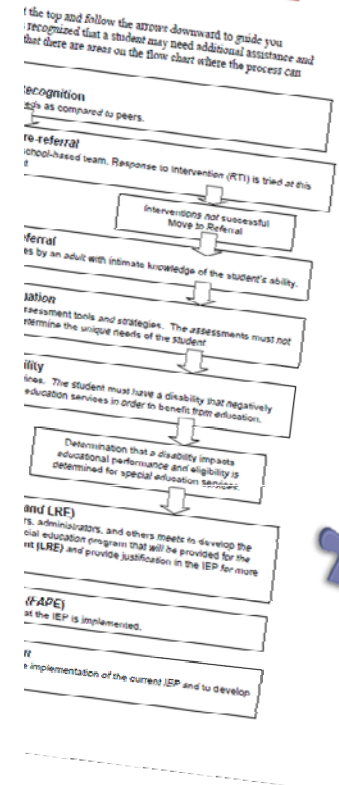 the top and follow the arrows downward to guide you
recognized that a student may need additional assistance and
that there are areas on the flow chart where the process can
ecognition
as compared to peers.
re-referral
chool-based team. Response to Intervention (RTI) is tried at this
Interventions not successful
Move to Referral
eferral
es by an adult with intimate knowledge of the student's ability.
uation
ssessment tools and strategies. The assessments must not
termine the unique needs of the student
ility
ices. The student must have a disability that negatively
education services in order to benefit from education.
Determination that a disability impacts
educational performance and eligibility is
determined for special education services.
and LRE)
rs, administrators, and others meets to develop the
cial education program that will be provided for the
nt (LRE) and provide justification in the IEP for more
(FAPE)
at the IEP is implemented.
e implementation of the current IEP and to develop